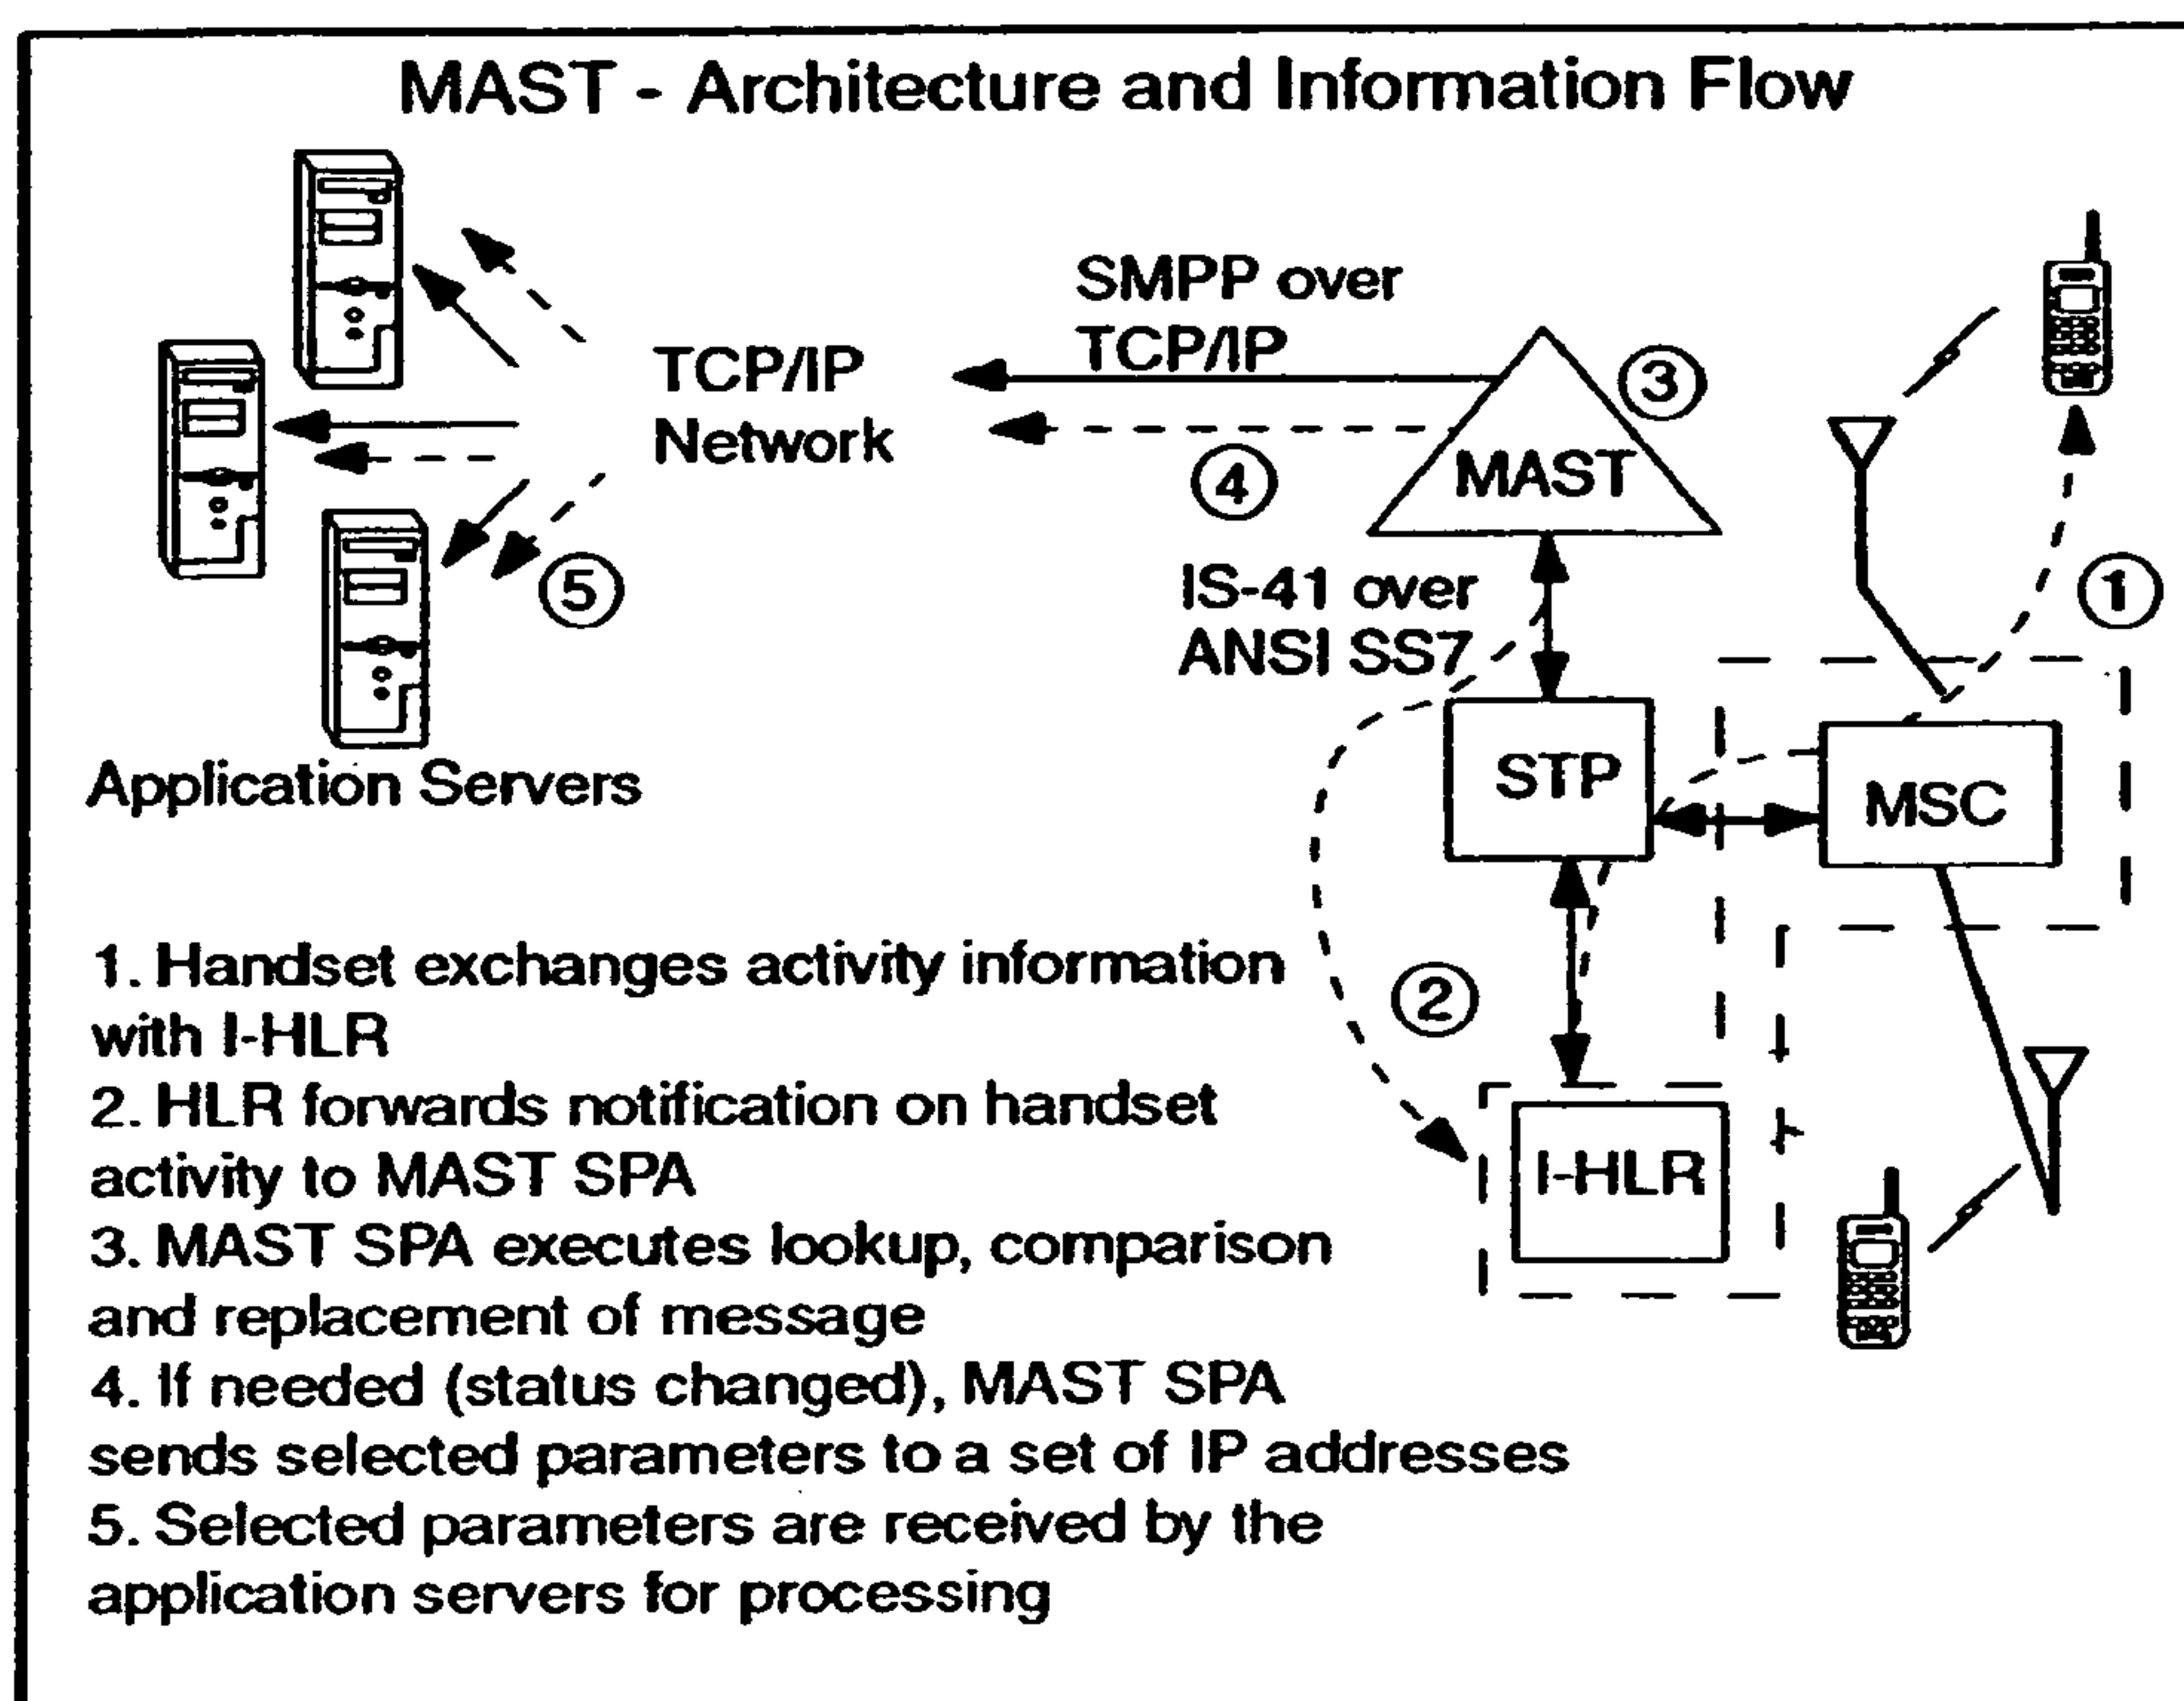 MAST - Architecture and Information Flow
SMPP over
TCP/IP
TCP/IP
Network
3
4
MAST
5
IS-41 over
ANSI SS7
1
STP
MSC
Application Servers
2
I-HLR
1. Handset exchanges activity information
with I-HLR
2. HLR forwards notification on handset
activity to MAST SPA
3. MAST SPA executes lookup, comparison
and replacement of message
4. If needed (status changed), MAST SPA
sends selected parameters to a set of IP addresses
5. Selected parameters are received by the
application servers for processing